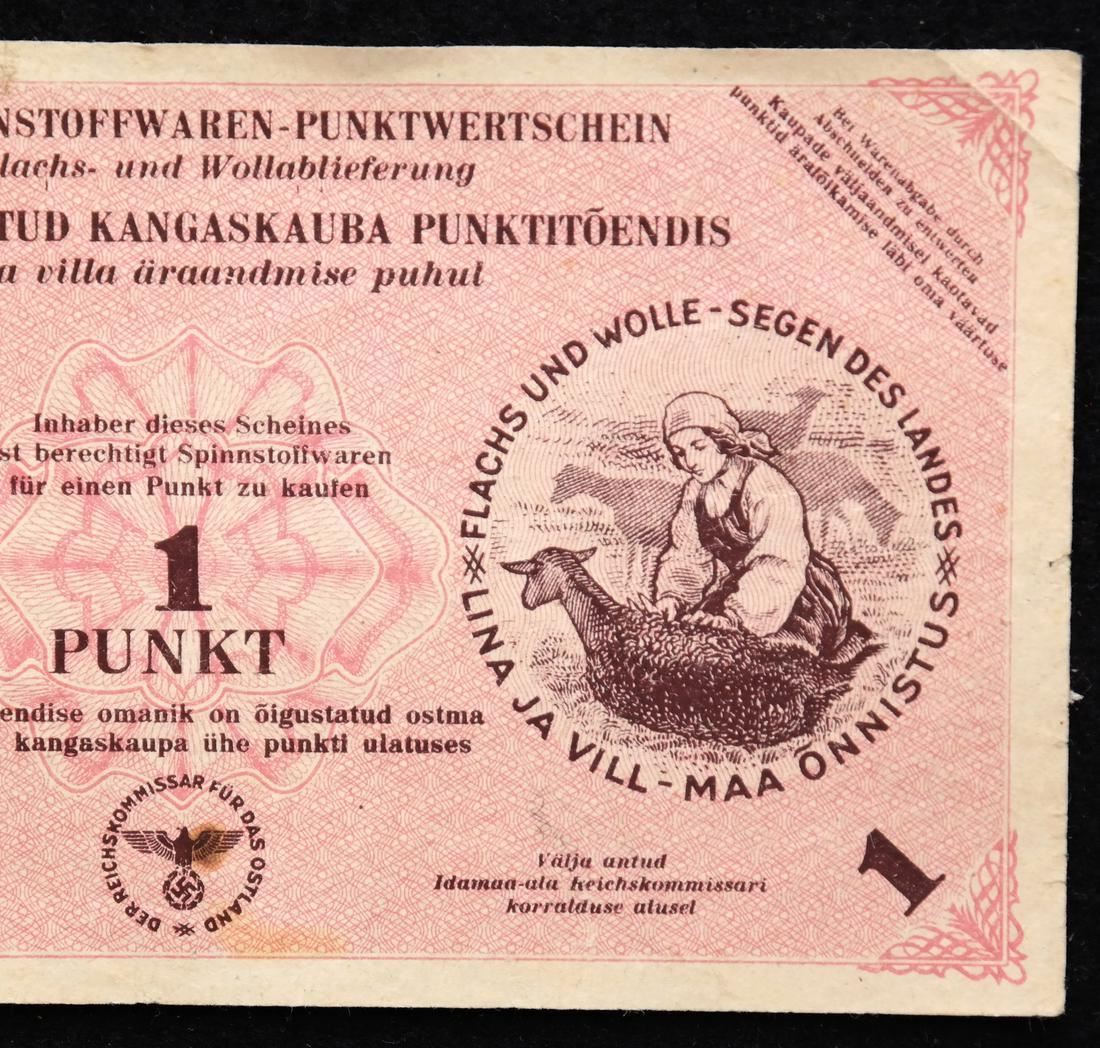 NSTOFFWAREN-PUNKTWERTSCHEIN
lachs- und Wollablieferung
TUD KANGASKAUBA PUNKTITÕENDIS
a villa äraandmise puhul
Bei Warenabgabe durch
Abschneiden zu entwerten
Kaupade väljaandmisel kaotavad
punktid äralõikamise läbi oma väärtuse
FLACHS UND WOLLE - SEGEN DES LANDES
LINA JA VILL - MAA ÕNNISTUS
Inhaber dieses Scheines
st berechtigt Spinnstoffwaren
für einen Punkt zu kaufen
1
PUNKT
endise omanik on õigustatud ostma
kangaskaupa ühe punkti ulatuses
DER REICHSKOMMISSAR FÜR DAS OSTLAND
Välja antud
Idamaa-ala Reichskommissari
korralduse alusel
1